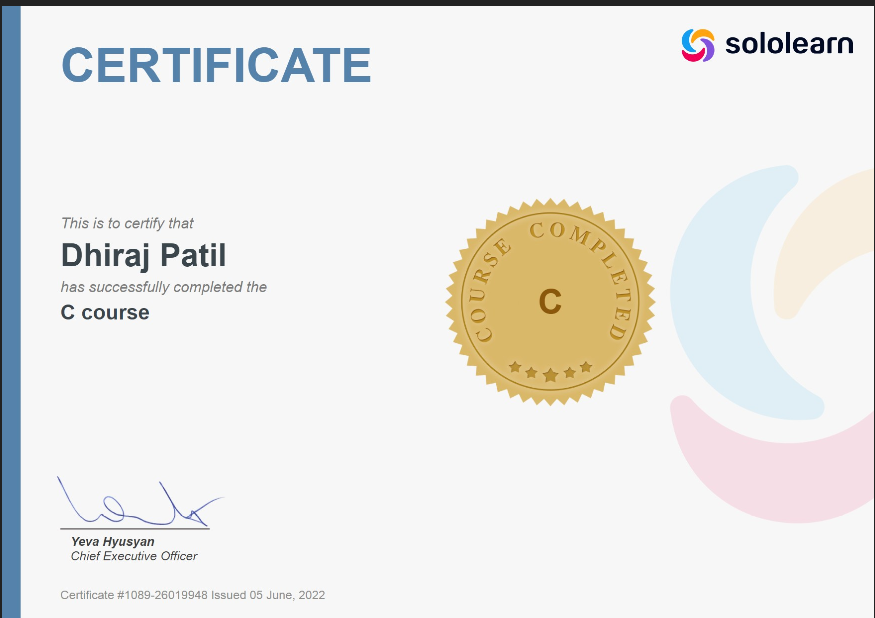 CERTIFICATE
sololearn
This is to certify that
Dhiraj Patil
has successfully completed the
C course
COURSE COMPLETED
C
Yeva Hyusyan
Chief Executive Officer
Certificate #1089-26019948 Issued 05 June, 2022